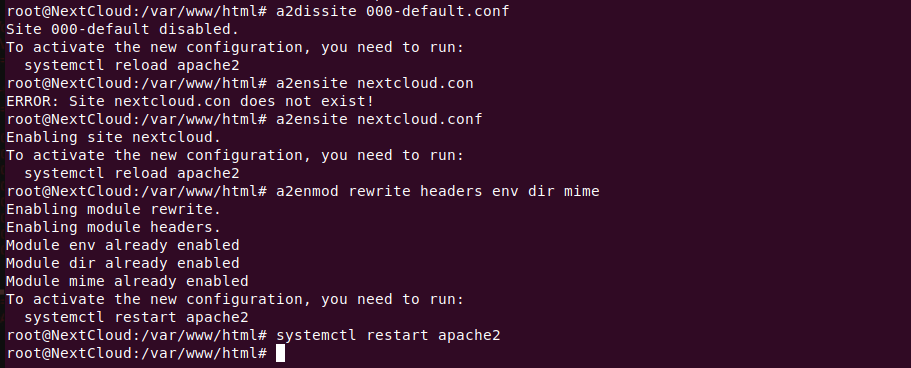 root@NextCloud:/var/www/html# a2dissite 000-default.conf
Site 000-default disabled.
To activate the new configuration, you need to run:
  systemctl reload apache2
root@NextCloud:/var/www/html# a2ensite nextcloud.con
ERROR: Site nextcloud.con does not exist!
root@NextCloud:/var/www/html# a2ensite nextcloud.conf
Enabling site nextcloud.
To activate the new configuration, you need to run:
  systemctl reload apache2
root@NextCloud:/var/www/html# a2enmod rewrite headers env dir mime
Enabling module rewrite.
Enabling module headers.
Module env already enabled
Module dir already enabled
Module mime already enabled
To activate the new configuration, you need to run:
  systemctl restart apache2
root@NextCloud:/var/www/html# systemctl restart apache2
root@NextCloud:/var/www/html#